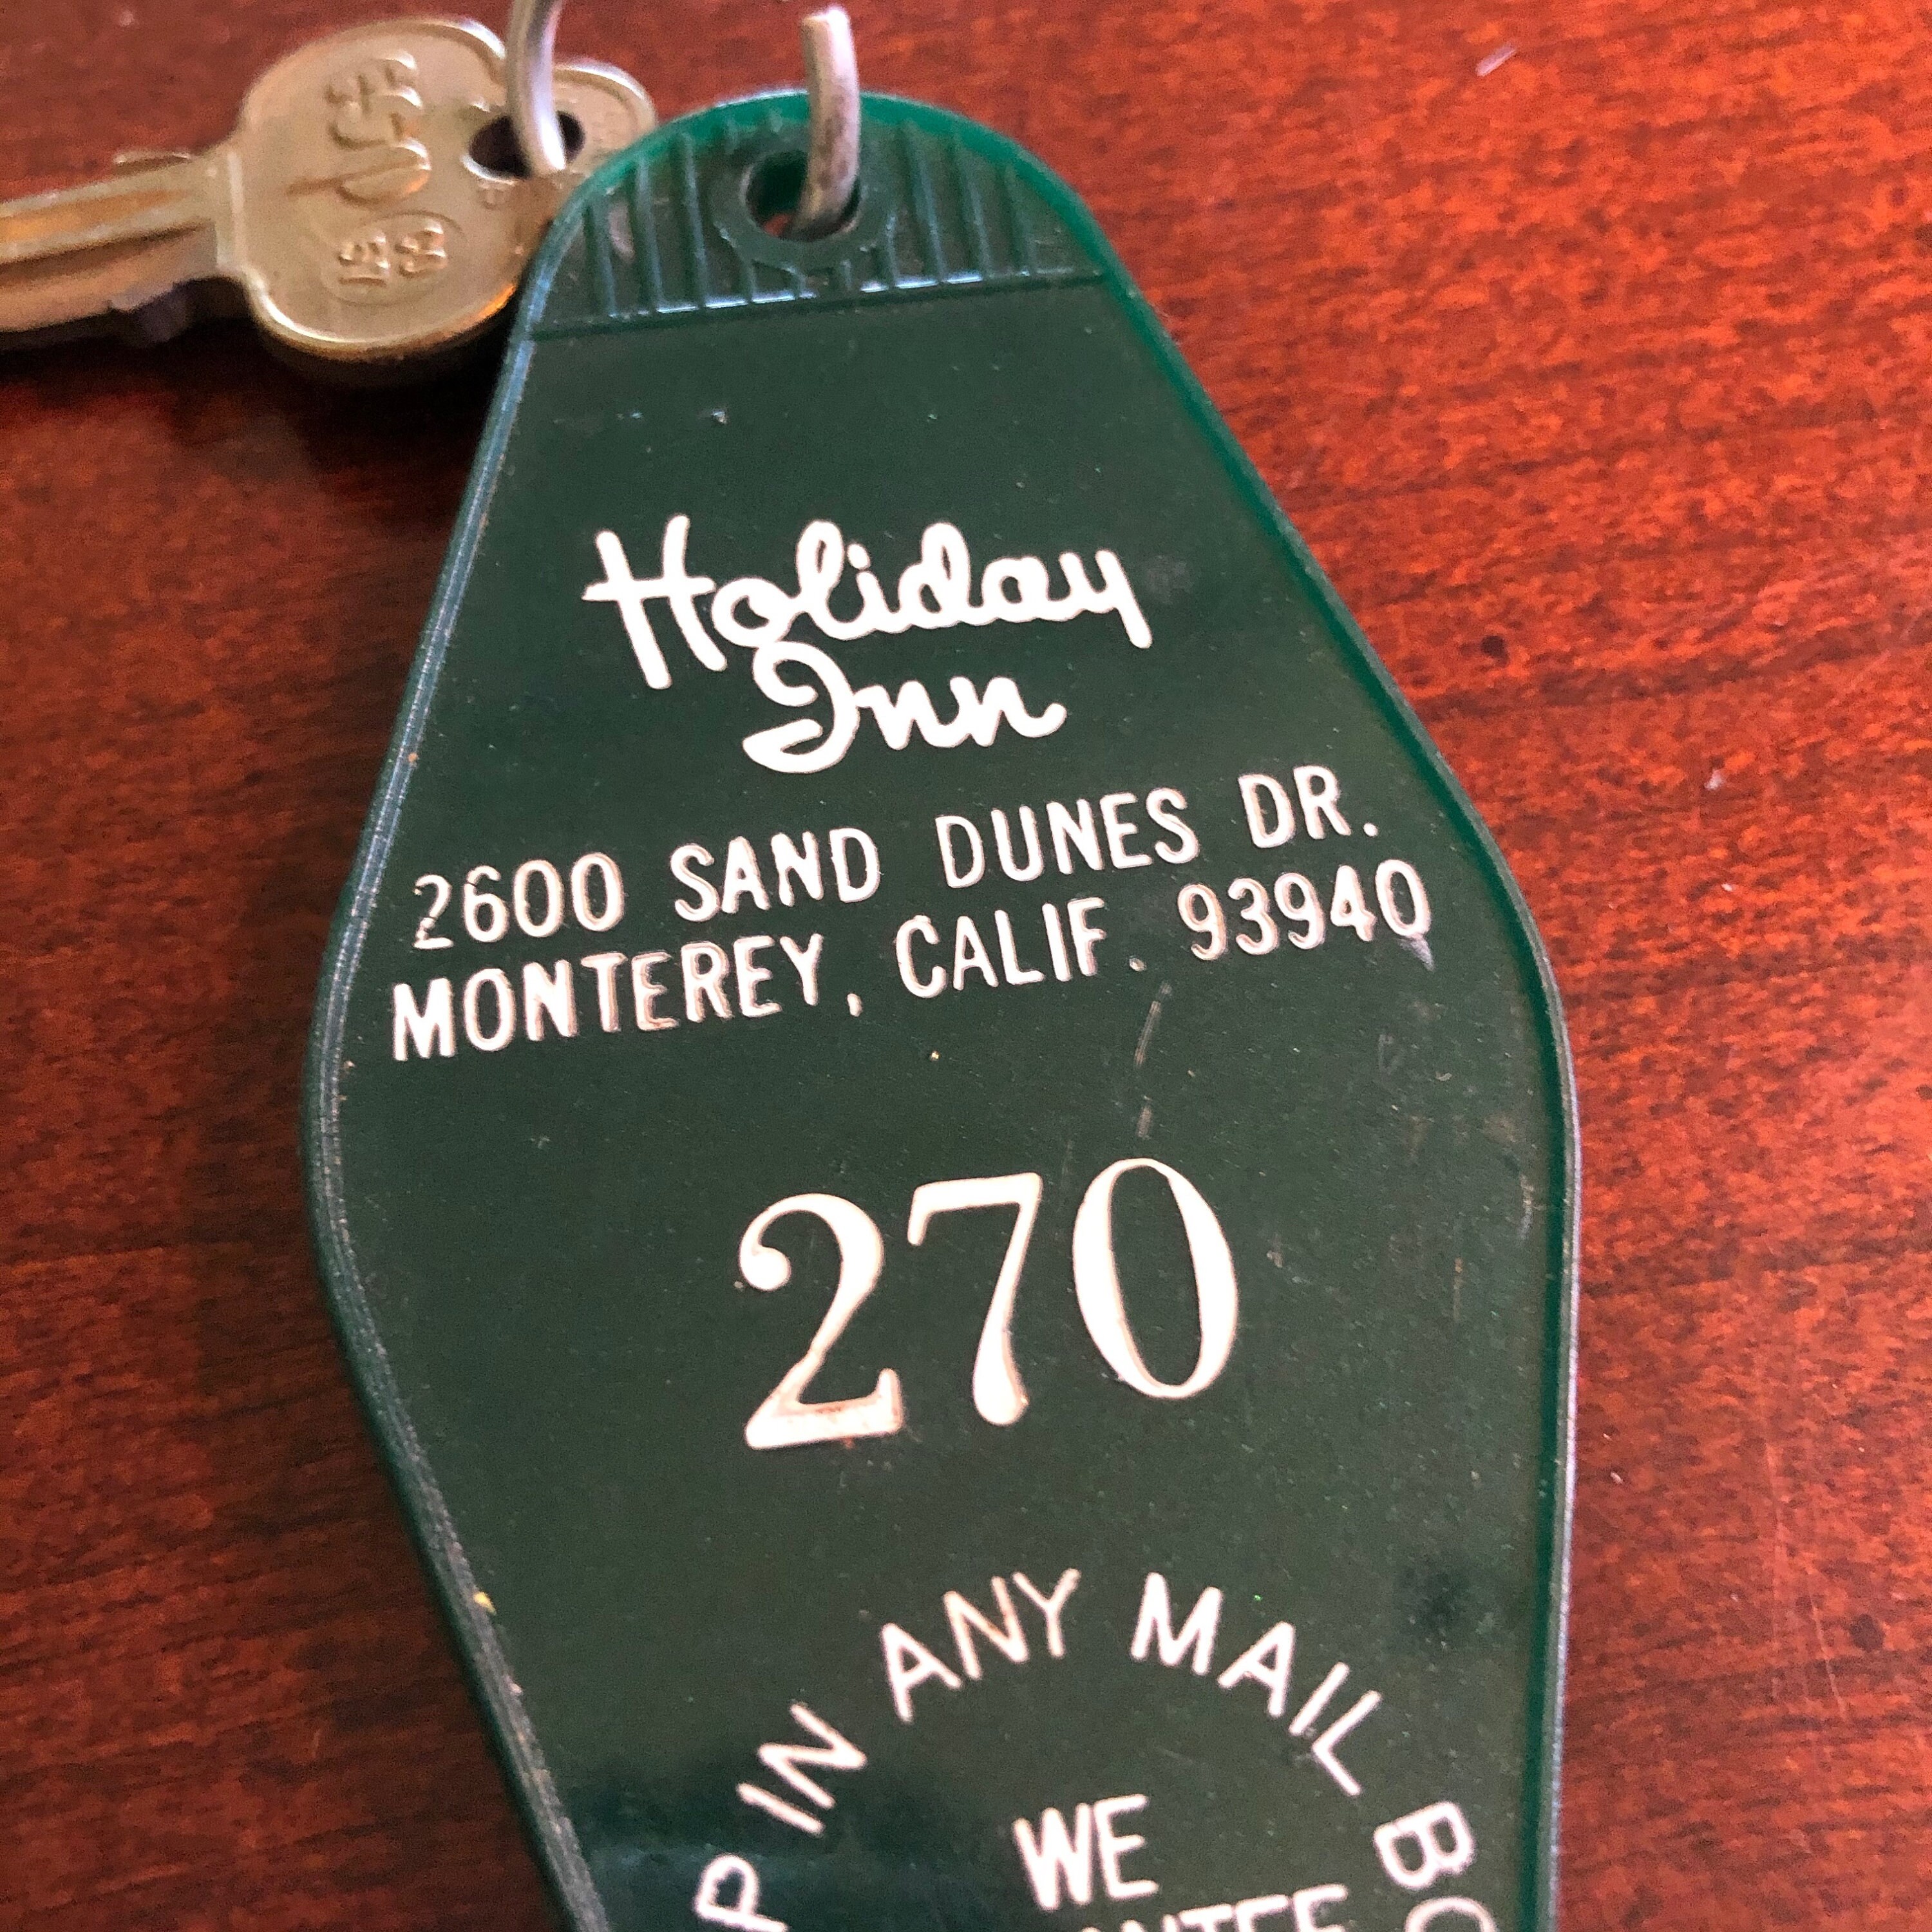 Holiday
Inn
2600 SAND DUNES DR.
MONTEREY, CALIF. 93940
270
IN ANY MAIL
WE